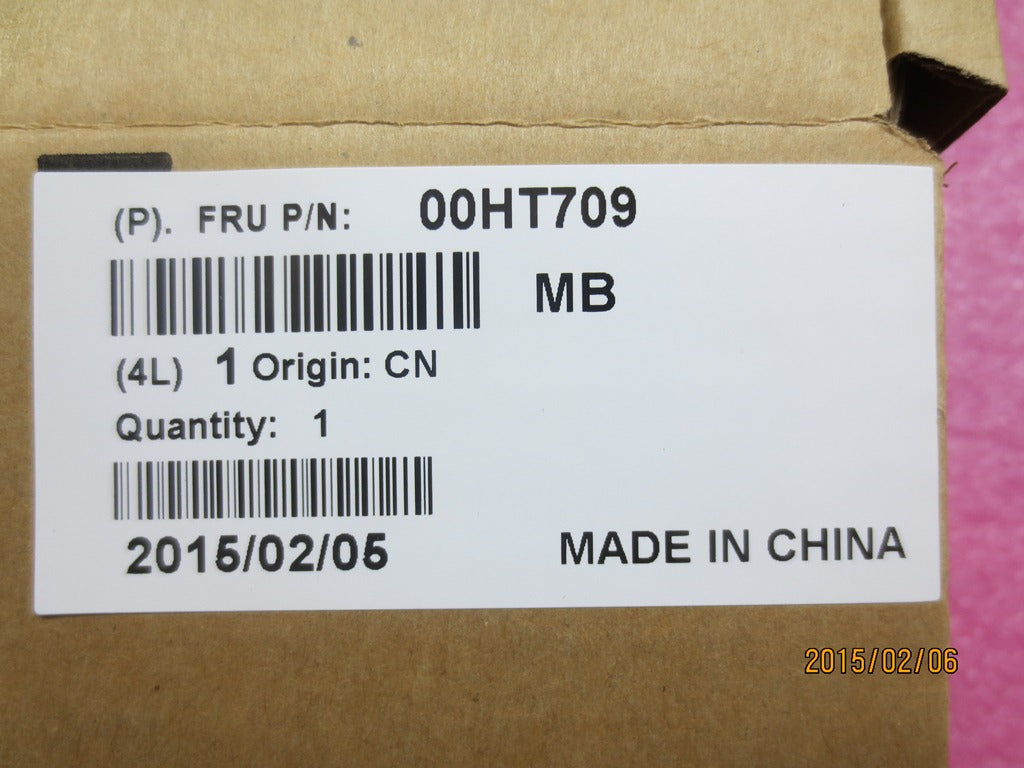 (P). FRU P/N: 00HT709
MB
(4L) 1 Origin: CN
Quantity: 1
2015/02/05
MADE IN CHINA
2015/02/06